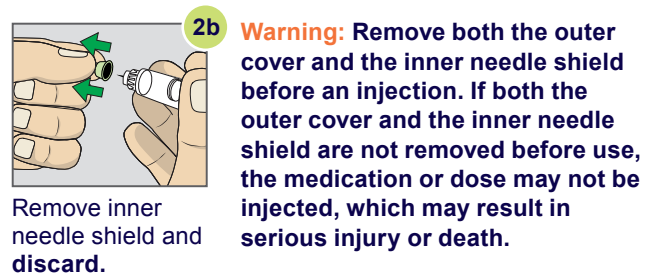 2b
Warning: Remove both the outer
cover and the inner needle shield
before an injection. If both the
outer cover and the inner needle
shield are not removed before use,
the medication or dose may not be
injected, which may result in
serious injury or death.
Remove inner
needle shield and
discard.